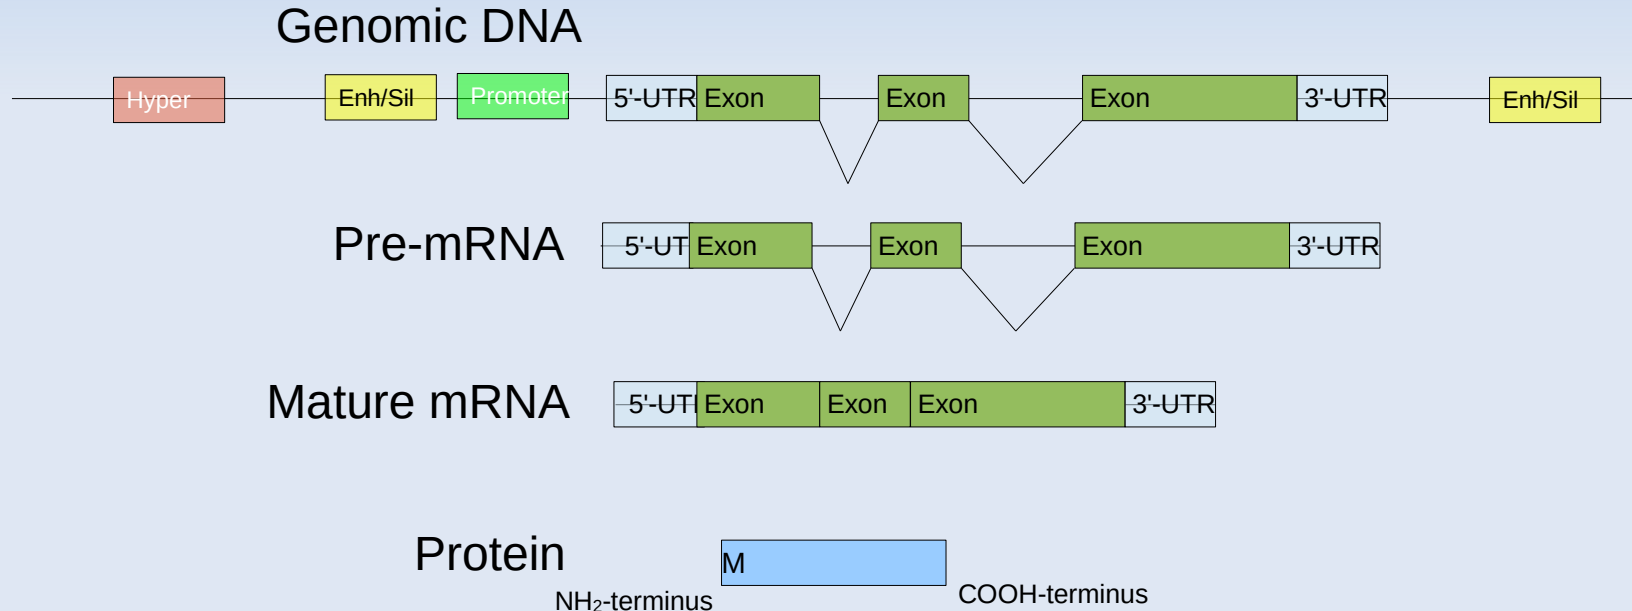 Genomic DNA
Hyper Enh/Sil Promoter 5'-UTR Exon Exon Exon 3'-UTR Enh/Sil
Pre-mRNA 5'-UT Exon Exon Exon 3'-UTR
Mature mRNA 5'-UT Exon Exon Exon 3'-UTR
Protein M
NH₂-terminus COOH-terminus